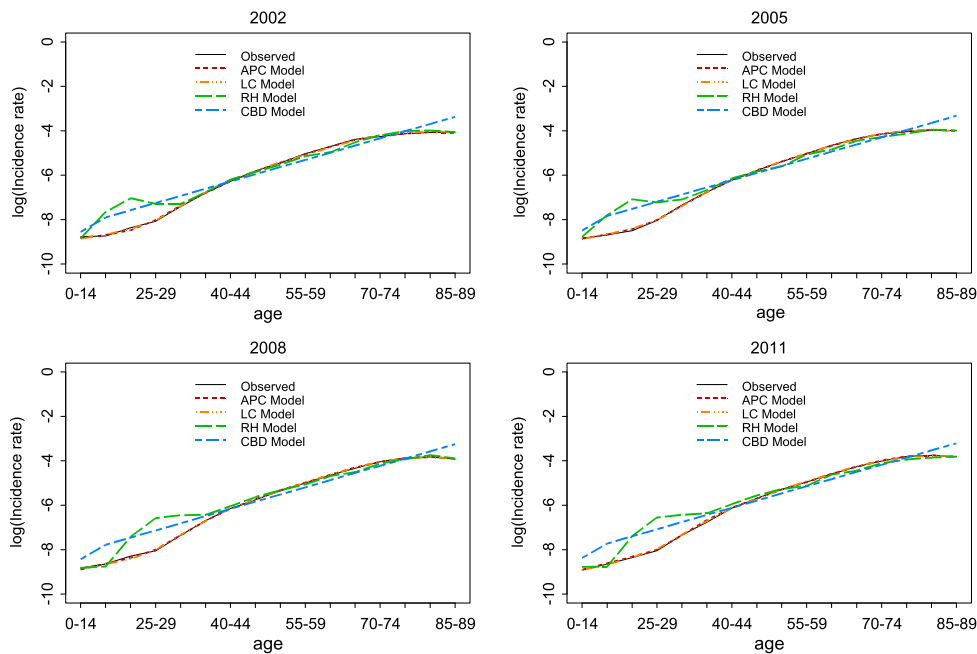 2002
log(Incidence rate)
0
-2
-4
-6
-8
-10
Observed
APC Model
LC Model
RH Model
CBD Model
0-14 25-29 40-44 55-59 70-74 85-89
age
2005
log(Incidence rate)
0
-2
-4
-6
-8
-10
Observed
APC Model
LC Model
RH Model
CBD Model
0-14 25-29 40-44 55-59 70-74 85-89
age
2008
log(Incidence rate)
0
-2
-4
-6
-8
-10
Observed
APC Model
LC Model
RH Model
CBD Model
0-14 25-29 40-44 55-59 70-74 85-89
age
2011
log(Incidence rate)
0
-2
-4
-6
-8
-10
Observed
APC Model
LC Model
RH Model
CBD Model
0-14 25-29 40-44 55-59 70-74 85-89
age